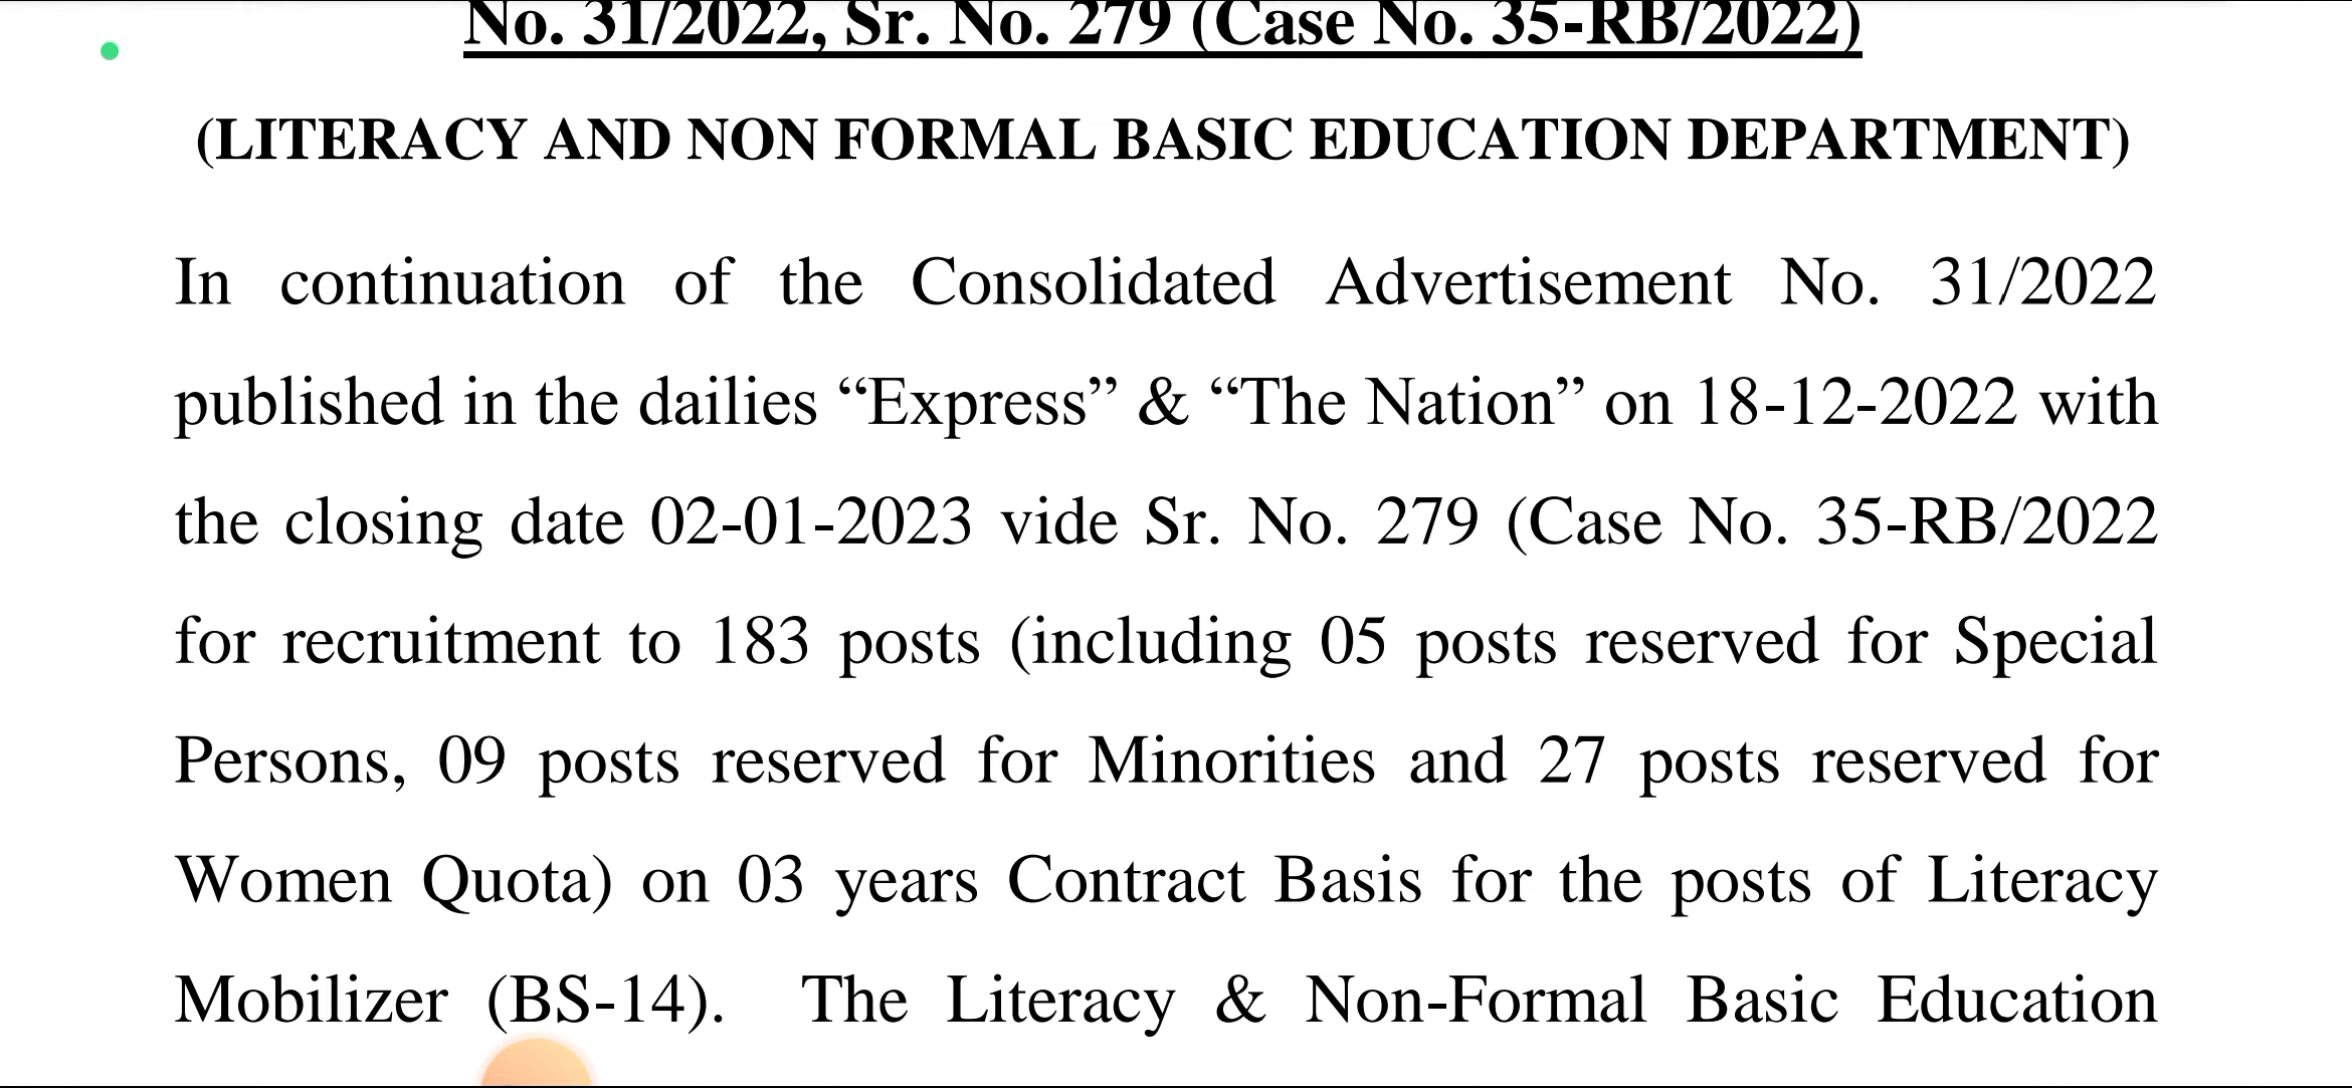 No. 31/2022, Sr. No. 279 (Case No. 35-RB/2022)
(LITERACY AND NON FORMAL BASIC EDUCATION DEPARTMENT)
In continuation of the Consolidated Advertisement No. 31/2022
published in the dailies “Express” & “The Nation” on 18-12-2022 with
the closing date 02-01-2023 vide Sr. No. 279 (Case No. 35-RB/2022
for recruitment to 183 posts (including 05 posts reserved for Special
Persons, 09 posts reserved for Minorities and 27 posts reserved for
Women Quota) on 03 years Contract Basis for the posts of Literacy
Mobilizer (BS-14). The Literacy & Non-Formal Basic Education